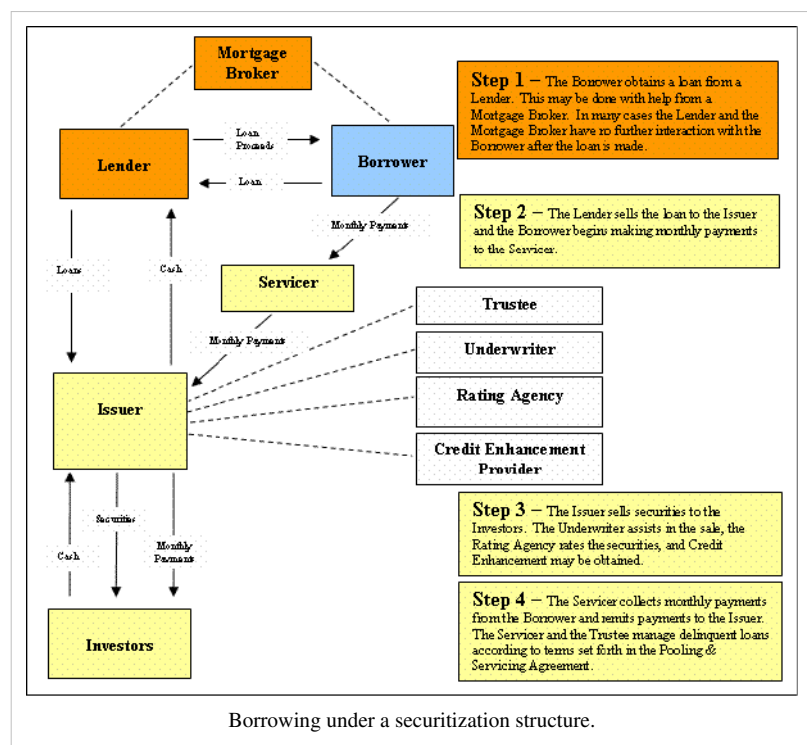 Mortgage
Broker
Step 1 – The Borrower obtains a loan from a
Lender. This may be done with help from a
Mortgage Broker. In many cases the Lender and the
Mortgage Broker have no further interaction with the
Borrower after the loan is made.
Loan
Proceeds
Lender
Borrower
Loan
Monthly Payments
Step 2 – The Lender sells the loan to the Issuer
and the Borrower begins making monthly payments
to the Servicer.
Loans
Cash
Servicer
Trustee
Monthly Payments
Underwriter
Issuer
Rating Agency
Credit Enhancement
Provider
Securities
Cash
Monthly
Payments
Step 3 – The Issuer sells securities to the
Investors. The Underwriter assists in the sale, the
Rating Agency rates the securities, and Credit
Enhancement may be obtained.
Investors
Step 4 – The Servicer collects monthly payments
from the Borrower and remits payments to the Issuer.
The Servicer and the Trustee manage delinquent loans
according to terms set forth in the Pooling &
Servicing Agreement.
Borrowing under a securitization structure.